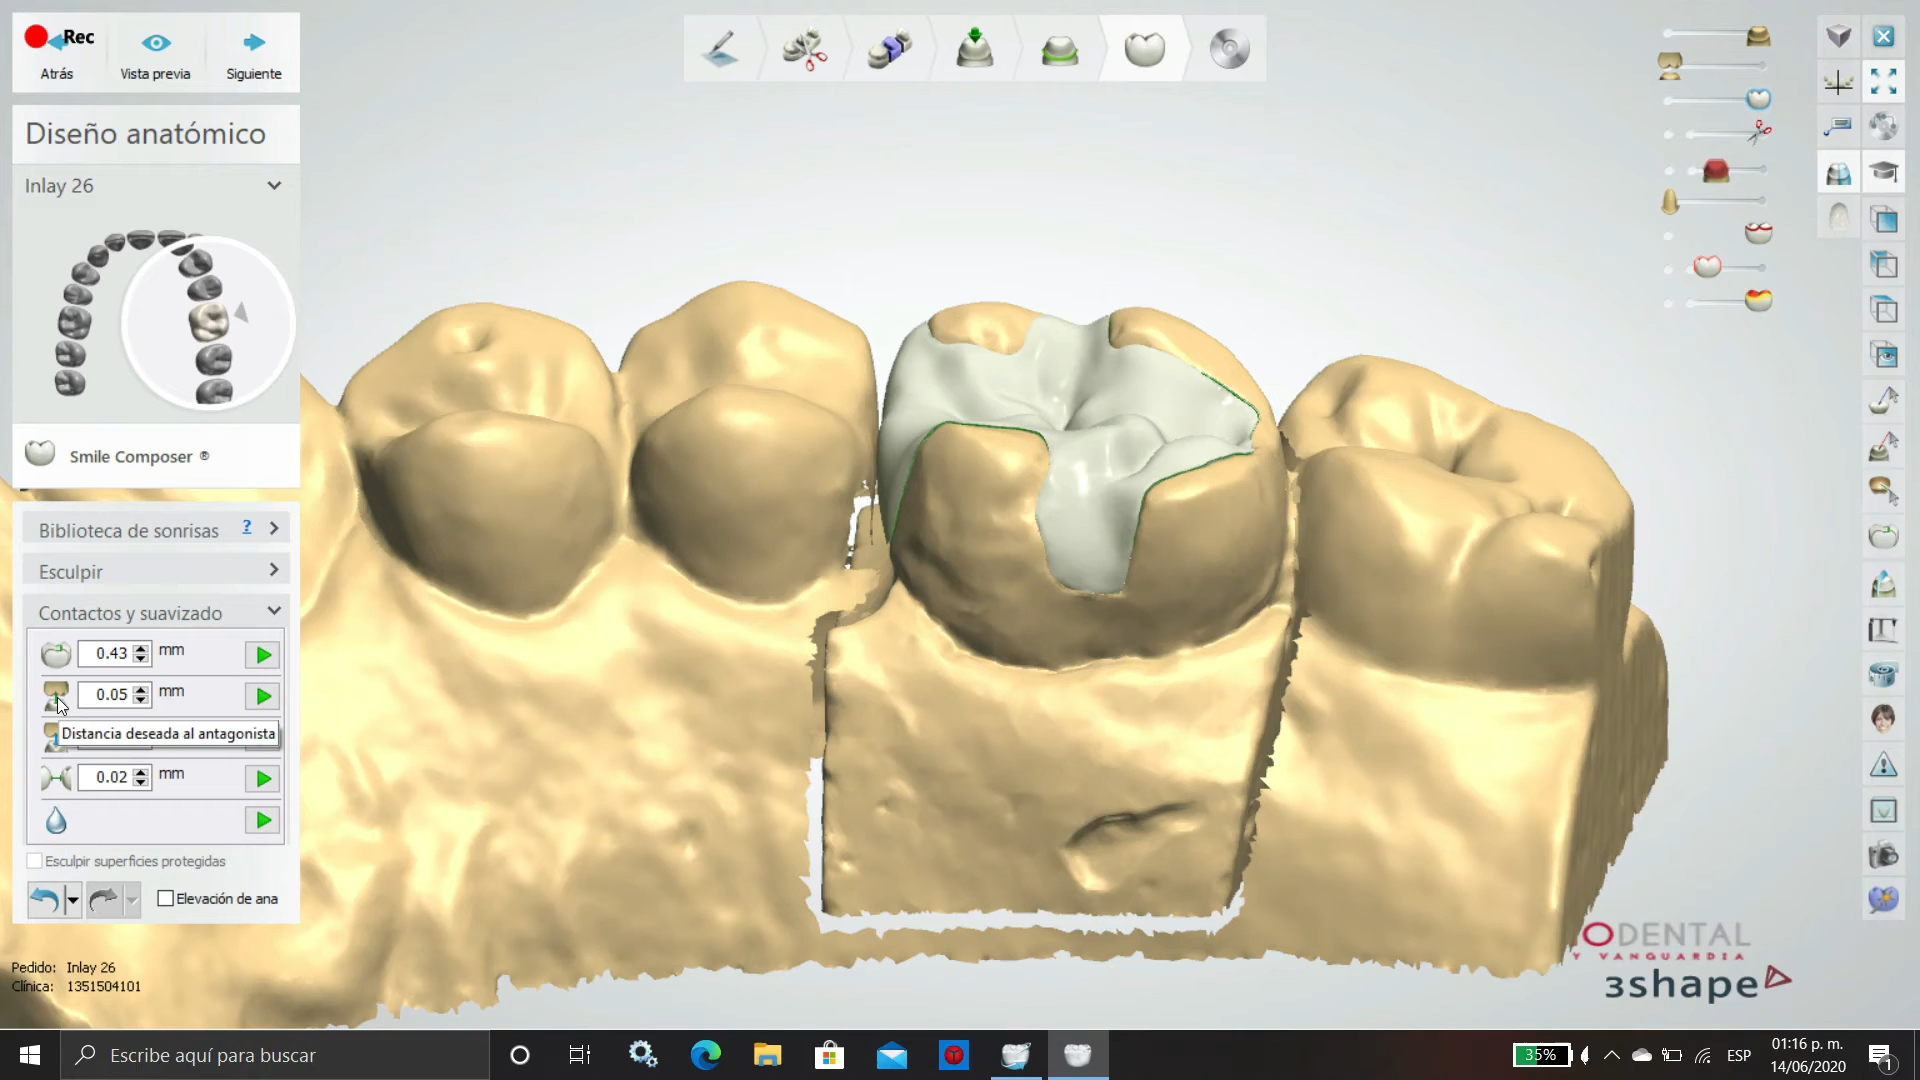 Rec
Atrás
Vista previa
Siguiente
Diseño anatómico
Inlay 26
Smile Composer ®
Biblioteca de sonrisas ?
Esculpir
Contactos y suavizado
0.43 mm
0.05 mm
Distancia deseada al antagonista
0.02 mm
Esculpir superficies protegidas
Elevación de ana
Pedido: Inlay 26
Clínica: 1351504101
ODENTAL
Y VANGUARDIA
3shape
Escribe aquí para buscar
35%
ESP
01:16 p. m.
14/06/2020
1